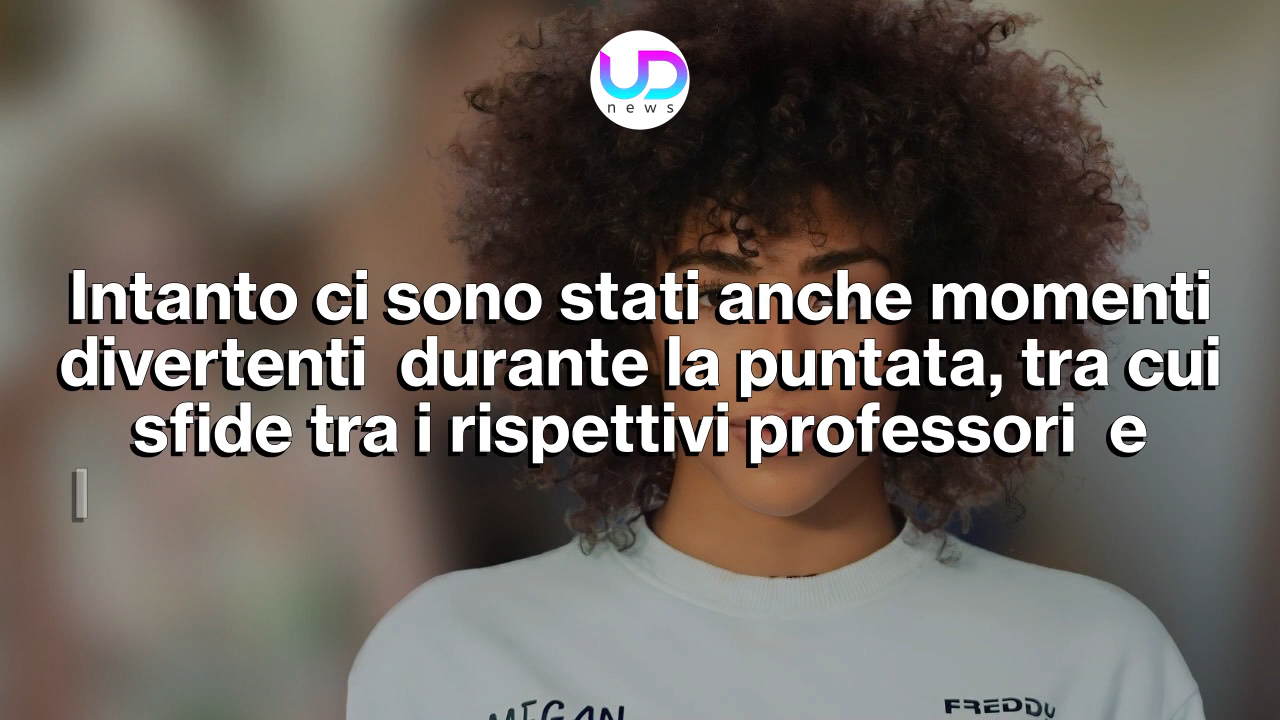 UD
news
Intanto ci sono stati anche momenti
divertenti durante la puntata, tra cui
sfide tra i rispettivi professori e
MEGAN
FREDDY